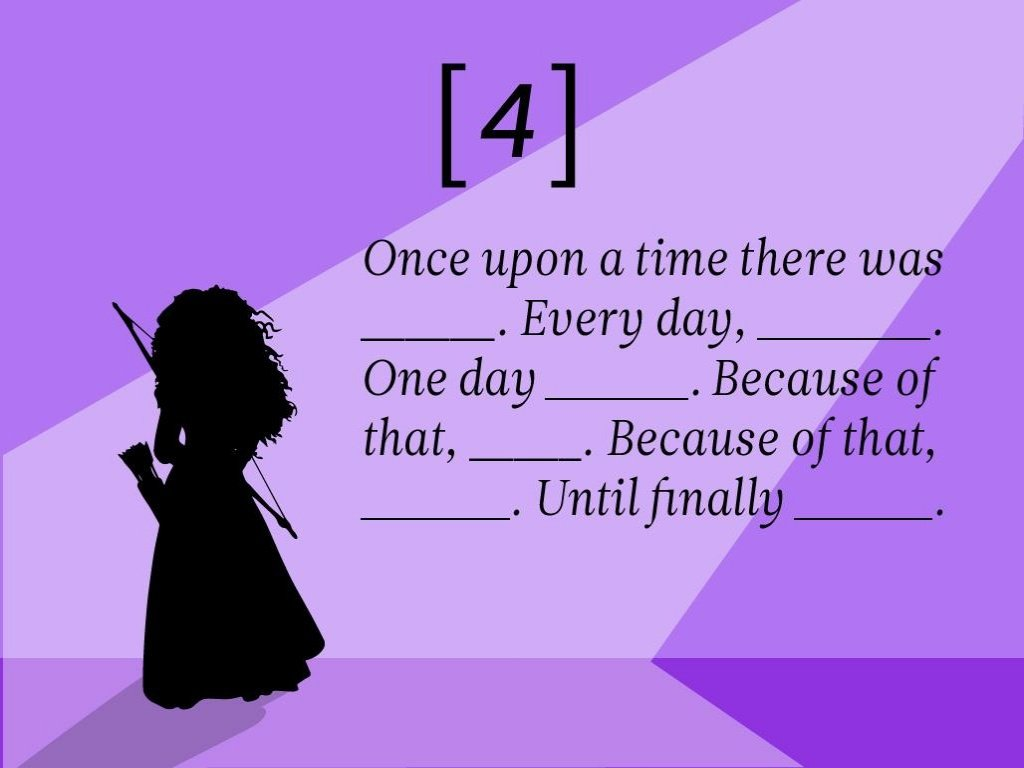 [4]
Once upon a time there was
______. Every day, ________.
One day ______. Because of
that, _____. Because of that,
_______. Until finally ______.